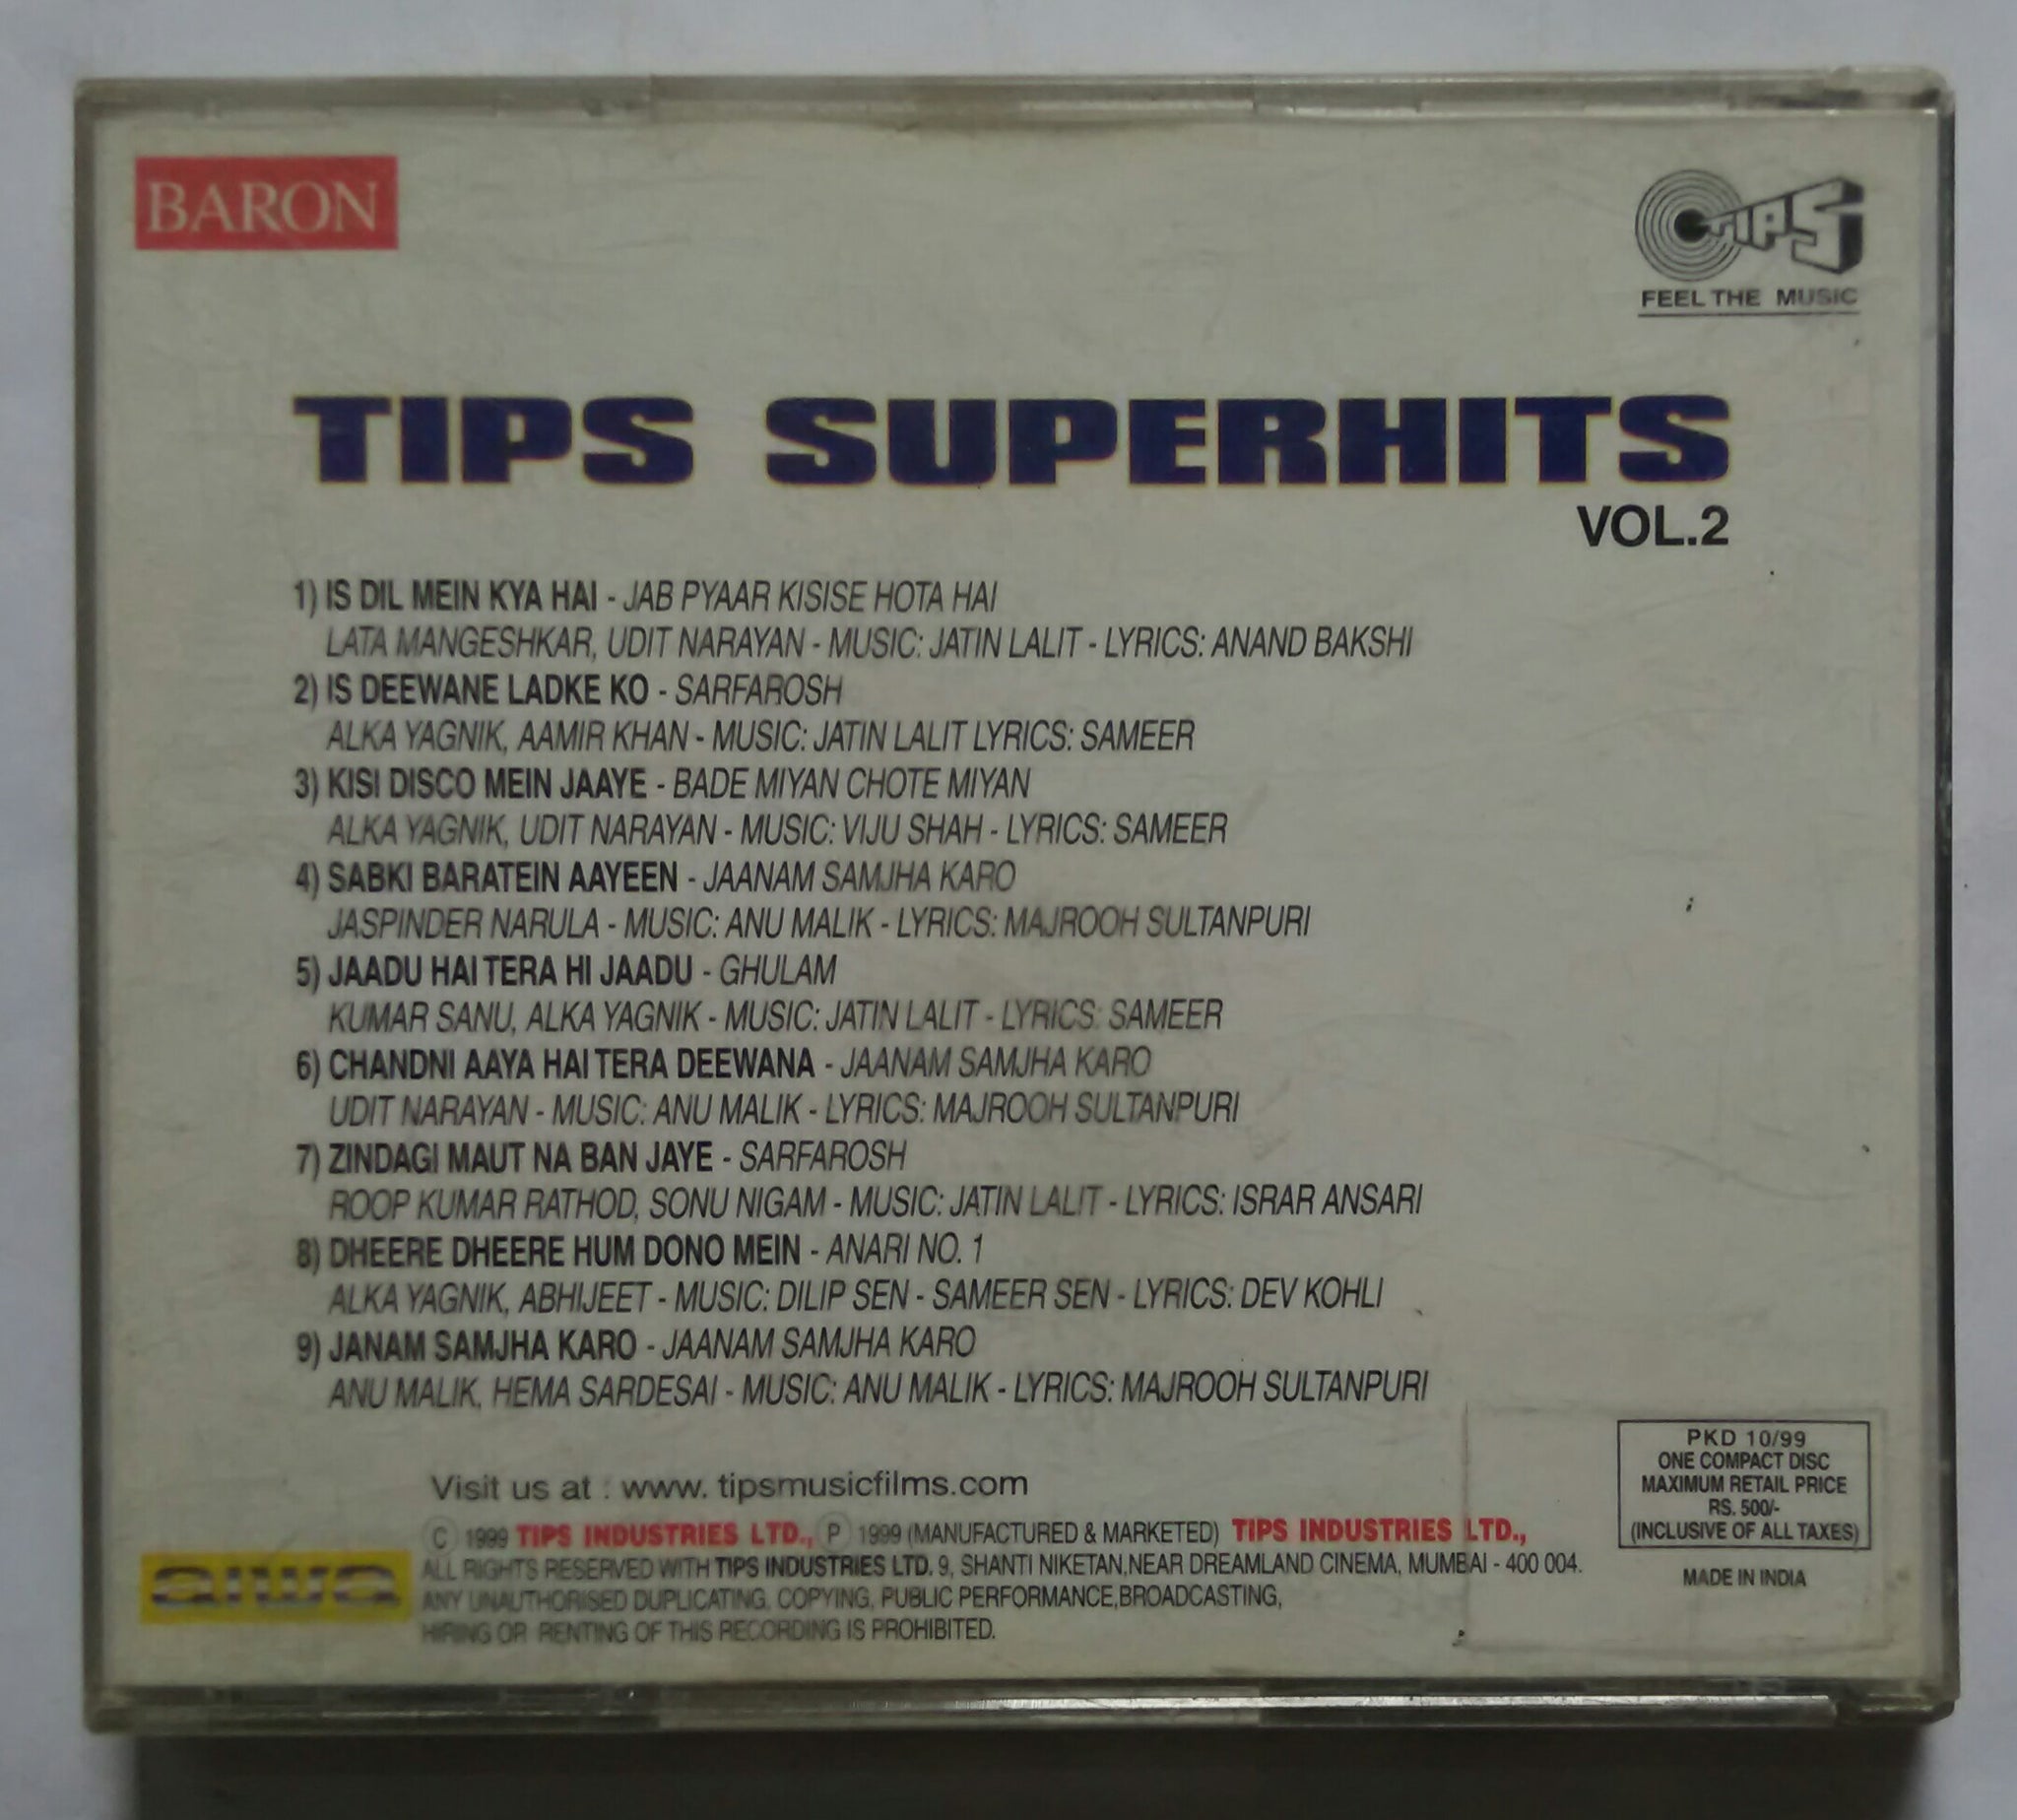 BARON
TIPS
FEEL THE MUSIC
TIPS SUPERHITS
VOL.2
1) IS DIL MEIN KYA HAI - JAB PYAAR KISISE HOTA HAI
LATA MANGESHKAR, UDIT NARAYAN - MUSIC: JATIN LALIT - LYRICS: ANAND BAKSHI
2) IS DEEWANE LADKE KO - SARFAROSH
ALKA YAGNIK, AAMIR KHAN - MUSIC: JATIN LALIT LYRICS: SAMEER
3) KISI DISCO MEIN JAAYE - BADE MIYAN CHOTE MIYAN
ALKA YAGNIK, UDIT NARAYAN - MUSIC: VIJU SHAH - LYRICS: SAMEER
4) SABKI BARATEIN AAYEEN - JAANAM SAMJHA KARO
JASPINDER NARULA - MUSIC: ANU MALIK - LYRICS: MAJROOH SULTANPURI
5) JAADU HAI TERA HI JAADU - GHULAM
KUMAR SANU, ALKA YAGNIK - MUSIC: JATIN LALIT - LYRICS: SAMEER
6) CHANDNI AAYA HAI TERA DEEWANA - JAANAM SAMJHA KARO
UDIT NARAYAN - MUSIC: ANU MALIK - LYRICS: MAJROOH SULTANPURI
7) ZINDAGI MAUT NA BAN JAYE - SARFAROSH
ROOP KUMAR RATHOD, SONU NIGAM - MUSIC: JATIN LALIT - LYRICS: ISRAR ANSARI
8) DHEERE DHEERE HUM DONO MEIN - ANARI NO. 1
ALKA YAGNIK, ABHIJEET - MUSIC: DILIP SEN - SAMEER SEN - LYRICS: DEV KOHLI
9) JANAM SAMJHA KARO - JAANAM SAMJHA KARO
ANU MALIK, HEMA SARDESAI - MUSIC: ANU MALIK - LYRICS: MAJROOH SULTANPURI
Visit us at : www. tipsmusicfilms.com
Ⓒ 1999 TIPS INDUSTRIES LTD., Ⓟ 1999 (MANUFACTURED & MARKETED) TIPS INDUSTRIES LTD.,
ALL RIGHTS RESERVED WITH TIPS INDUSTRIES LTD. 9, SHANTI NIKETAN,NEAR DREAMLAND CINEMA, MUMBAI - 400 004.
ANY UNAUTHORISED DUPLICATING, COPYING, PUBLIC PERFORMANCE,BROADCASTING,
HIRING OR RENTING OF THIS RECORDING IS PROHIBITED.
aiwa
PKD 10/99
ONE COMPACT DISC
MAXIMUM RETAIL PRICE
RS. 500/-
(INCLUSIVE OF ALL TAXES)
MADE IN INDIA